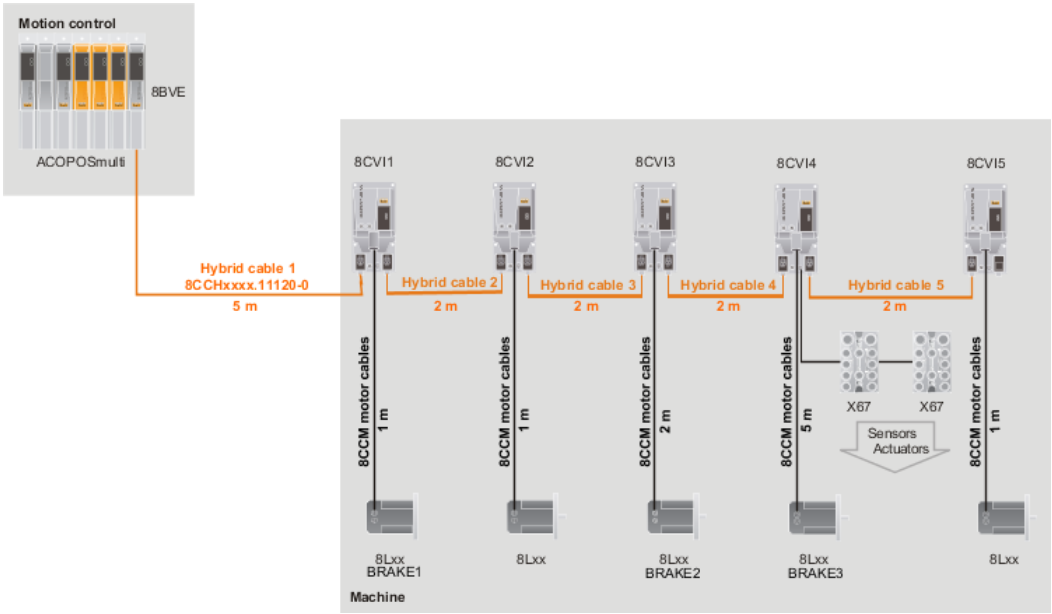 Motion control
8BVE
ACOPOSmulti
8CVI1
8CVI2
8CVI3
8CVI4
8CVI5
Hybrid cable 1
8CCHxxxx.11120-0
5 m
Hybrid cable 2
2 m
Hybrid cable 3
2 m
Hybrid cable 4
2 m
Hybrid cable 5
2 m
8CCM motor cables
1 m
8CCM motor cables
1 m
8CCM motor cables
2 m
8CCM motor cables
5 m
8CCM motor cables
1 m
X67
X67
Sensors
Actuators
8Lxx
BRAKE1
8Lxx
8Lxx
BRAKE2
8Lxx
BRAKE3
8Lxx
Machine